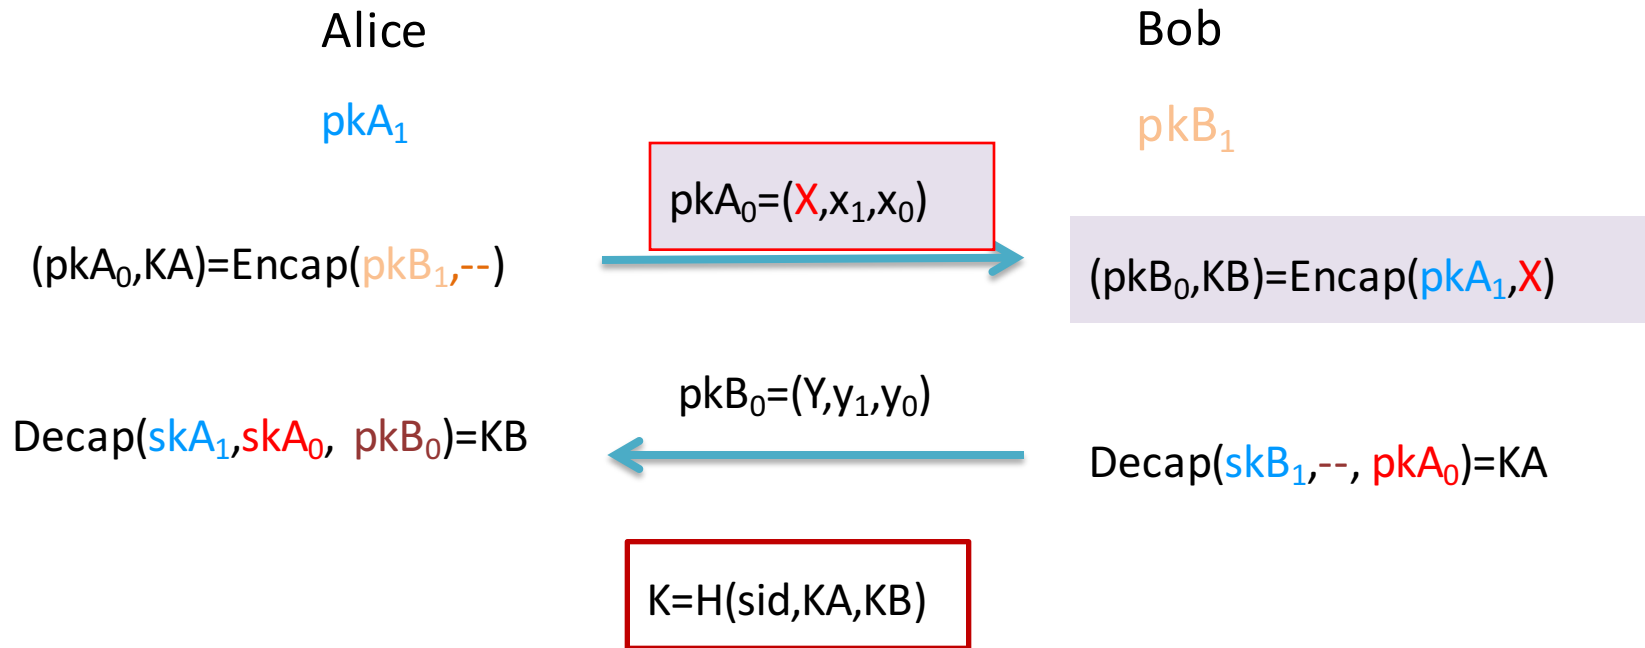 Alice
Bob
pkA₁
pkB₁
pkA₀=(X,x₁,x₀)
(pkA₀,KA)=Encap(pkB₁,--)
(pkB₀,KB)=Encap(pkA₁,X)
pkB₀=(Y,y₁,y₀)
Decap(skA₁,skA₀, pkB₀)=KB
Decap(skB₁,--, pkA₀)=KA
K=H(sid,KA,KB)